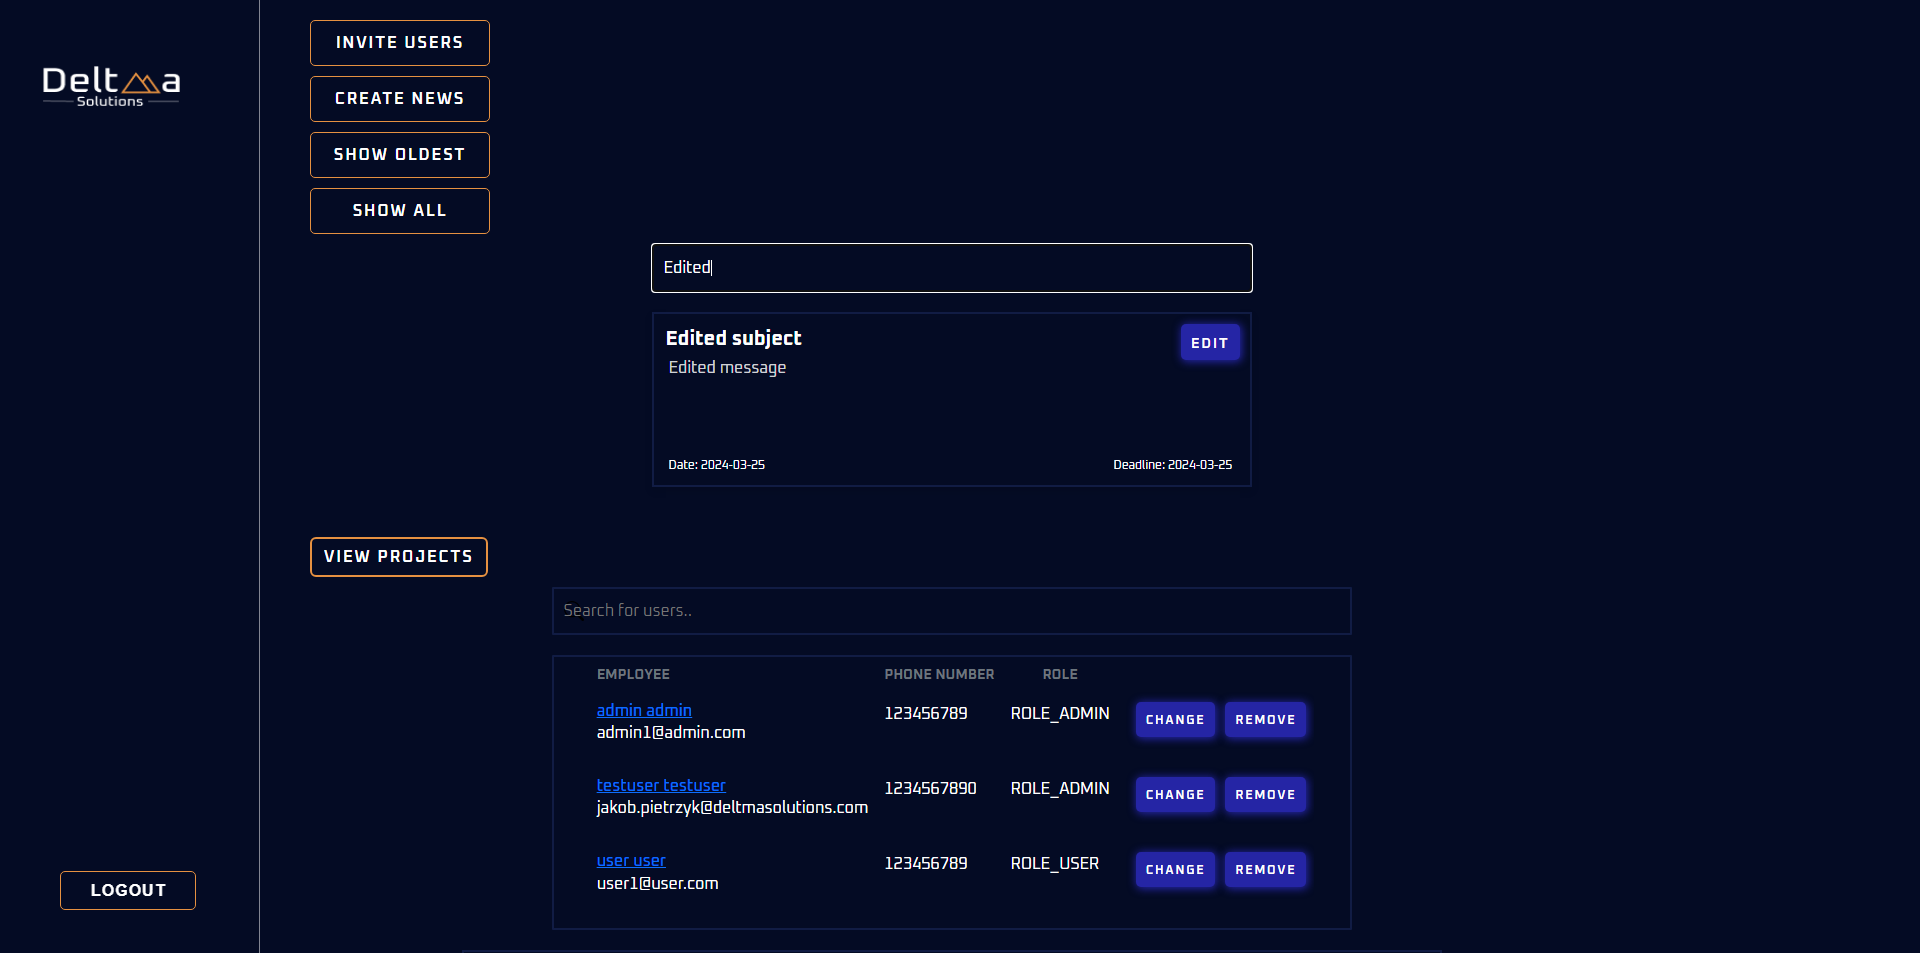 Deltma
Solutions
INVITE USERS
CREATE NEWS
SHOW OLDEST
SHOW ALL
Edited
Edited subject
EDIT
Edited message
Date: 2024-03-25
Deadline: 2024-03-25
VIEW PROJECTS
Search for users..
EMPLOYEE PHONE NUMBER ROLE
admin admin
admin1@admin.com
123456789 ROLE_ADMIN CHANGE REMOVE
testuser testuser
jakob.pietrzyk@deltmasolutions.com
1234567890 ROLE_ADMIN CHANGE REMOVE
user user
user1@user.com
123456789 ROLE_USER CHANGE REMOVE
LOGOUT